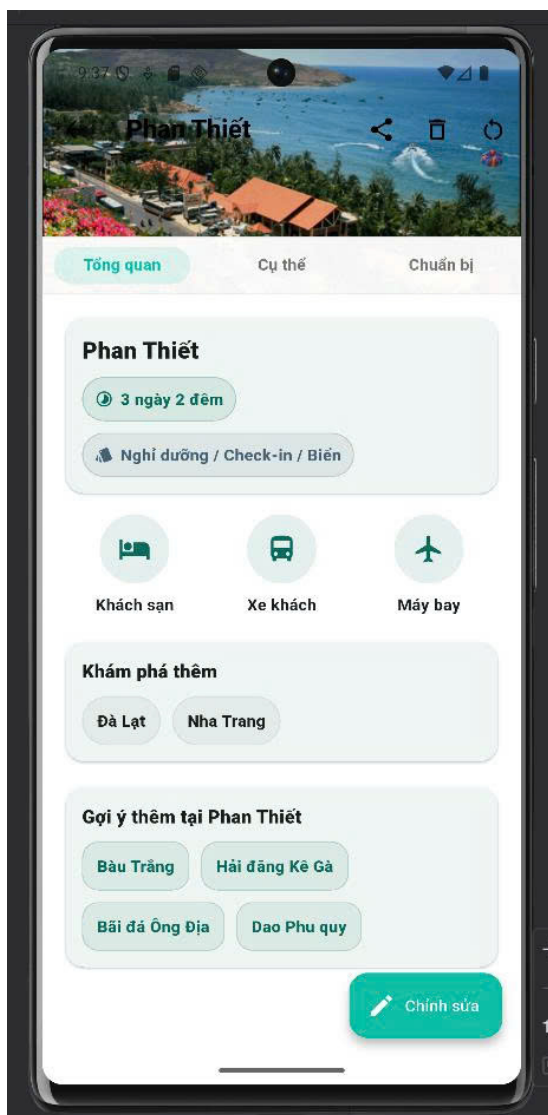 9:37
Phan Thiết
Tổng quan
Cụ thể
Chuẩn bị
Phan Thiết
3 ngày 2 đêm
Nghỉ dưỡng / Check-in / Biển
Khách sạn
Xe khách
Máy bay
Khám phá thêm
Đà Lạt
Nha Trang
Gợi ý thêm tại Phan Thiết
Bàu Trắng
Hải đăng Kê Gà
Bãi đá Ông Địa
Dao Phu quy
Chỉnh sửa